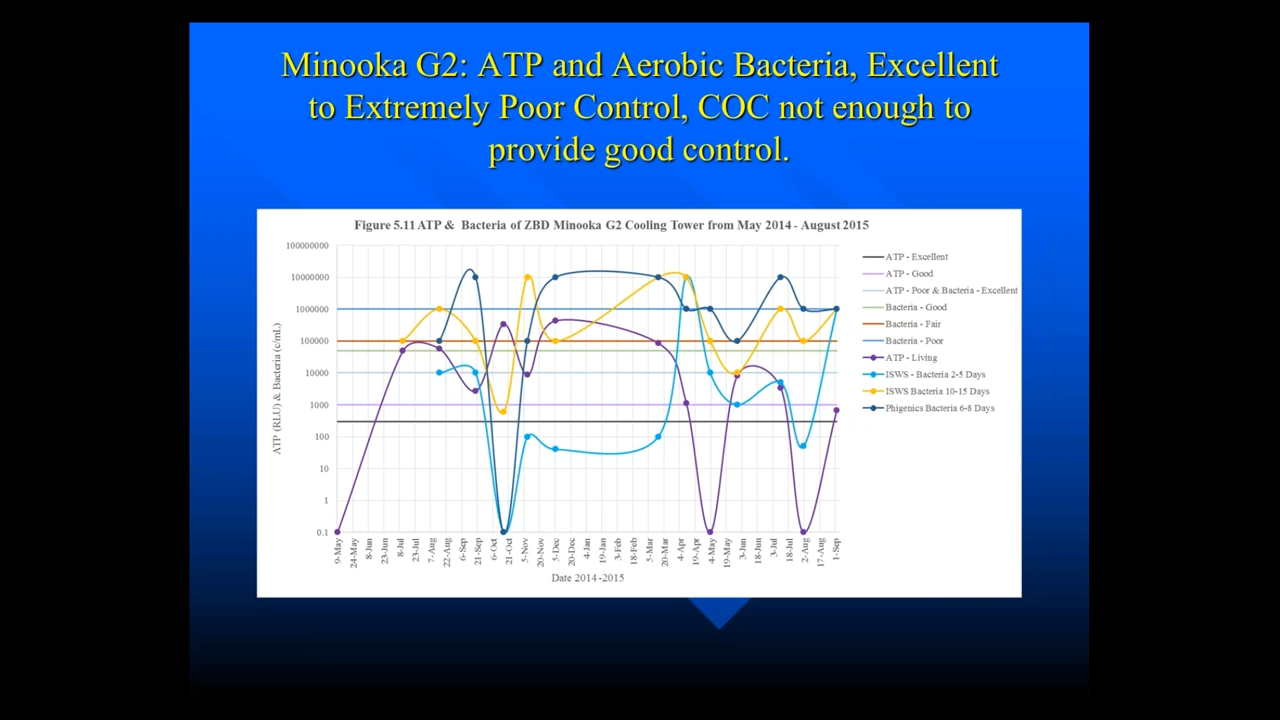 Minooka G2: ATP and Aerobic Bacteria, Excellent
to Extremely Poor Control, COC not enough to
provide good control.
Figure 5.11 ATP & Bacteria of ZBD Minooka G2 Cooling Tower from May 2014 - August 2015
100000000
10000000
1000000
100000
10000
1000
100
10
1
0.1
ATP (RLU) & Bacteria (c/mL)
9-May
24-May
8-Jun
23-Jun
8-Jul
23-Jul
7-Aug
22-Aug
6-Sep
21-Sep
6-Oct
21-Oct
5-Nov
20-Nov
5-Dec
20-Dec
4-Jan
19-Jan
3-Feb
18-Feb
5-Mar
20-Mar
4-Apr
19-Apr
4-May
19-May
3-Jun
18-Jun
3-Jul
18-Jul
2-Aug
17-Aug
1-Sep
Date 2014-2015
ATP - Excellent
ATP - Good
ATP - Poor & Bacteria - Excellent
Bacteria - Good
Bacteria - Fair
Bacteria - Poor
ATP - Living
ISWS - Bacteria 2-5 Days
ISWS Bacteria 10-15 Days
Phigenics Bacteria 6-8 Days